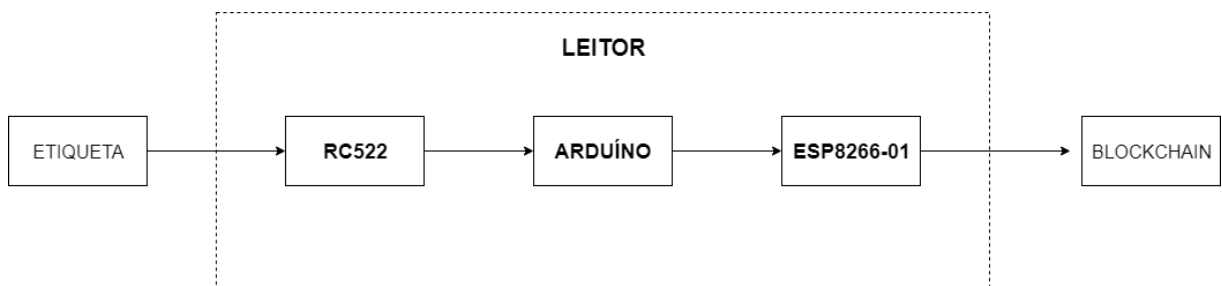 LEITOR
ETIQUETA
RC522
ARDUÍNO
ESP8266-01
BLOCKCHAIN